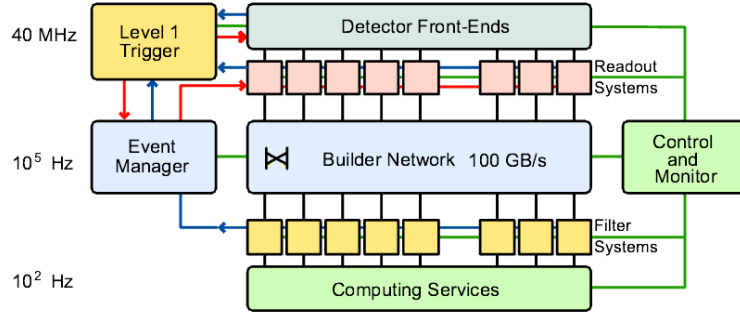 40 MHz
Level 1
Trigger
Detector Front-Ends
Readout
Systems
10⁵ Hz
Event
Manager
Builder Network 100 GB/s
Control
and
Monitor
Filter
Systems
10² Hz
Computing Services